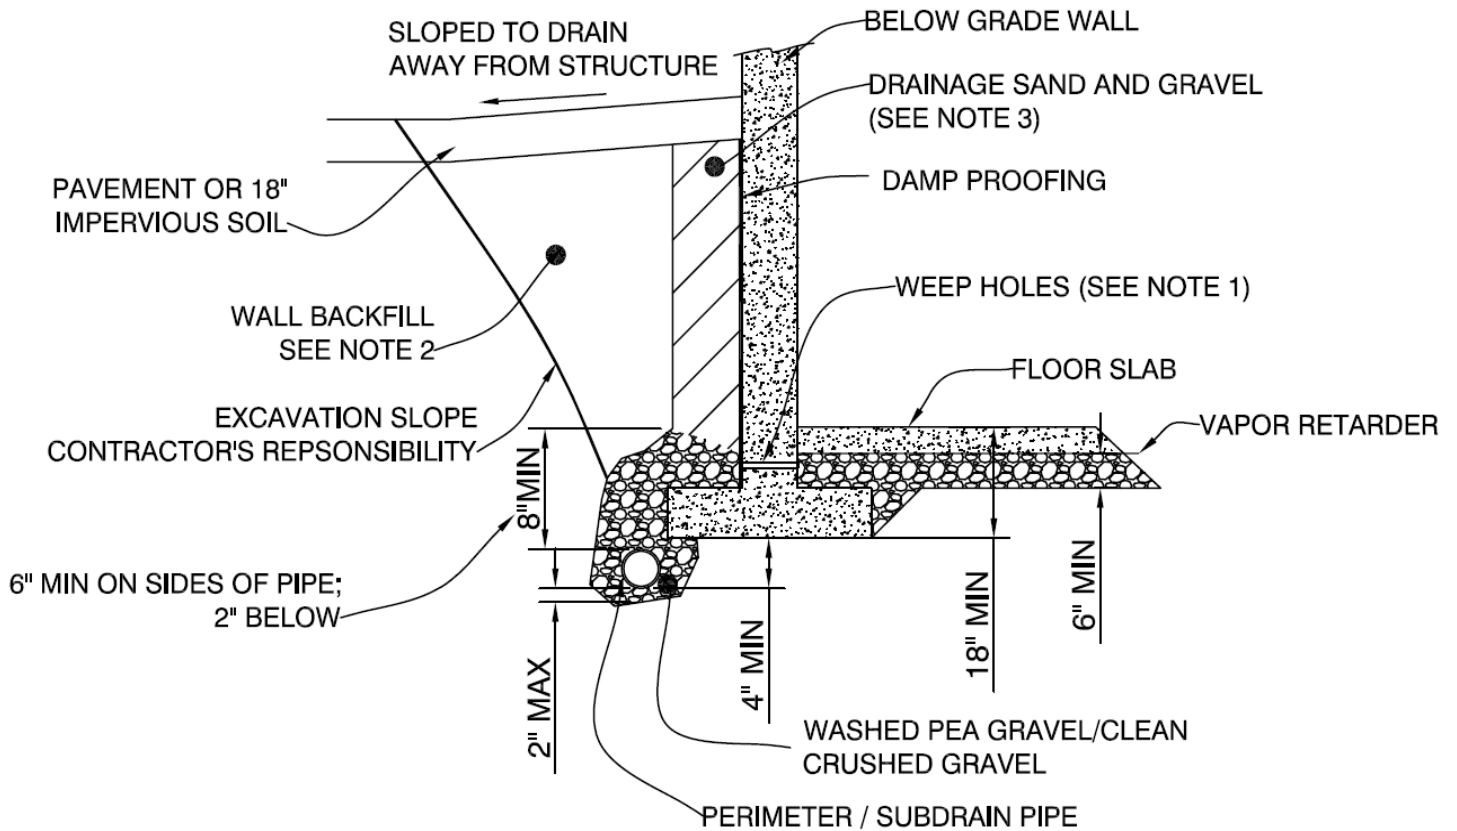 SLOPED TO DRAIN
AWAY FROM STRUCTURE
BELOW GRADE WALL
DRAINAGE SAND AND GRAVEL
(SEE NOTE 3)
DAMP PROOFING
PAVEMENT OR 18"
IMPERVIOUS SOIL
WEEP HOLES (SEE NOTE 1)
WALL BACKFILL
SEE NOTE 2
FLOOR SLAB
EXCAVATION SLOPE
CONTRACTOR'S REPSONSIBILITY
VAPOR RETARDER
8"MIN
6" MIN ON SIDES OF PIPE;
2" BELOW
2" MAX
4" MIN
18" MIN
6" MIN
WASHED PEA GRAVEL/CLEAN
CRUSHED GRAVEL
PERIMETER / SUBDRAIN PIPE